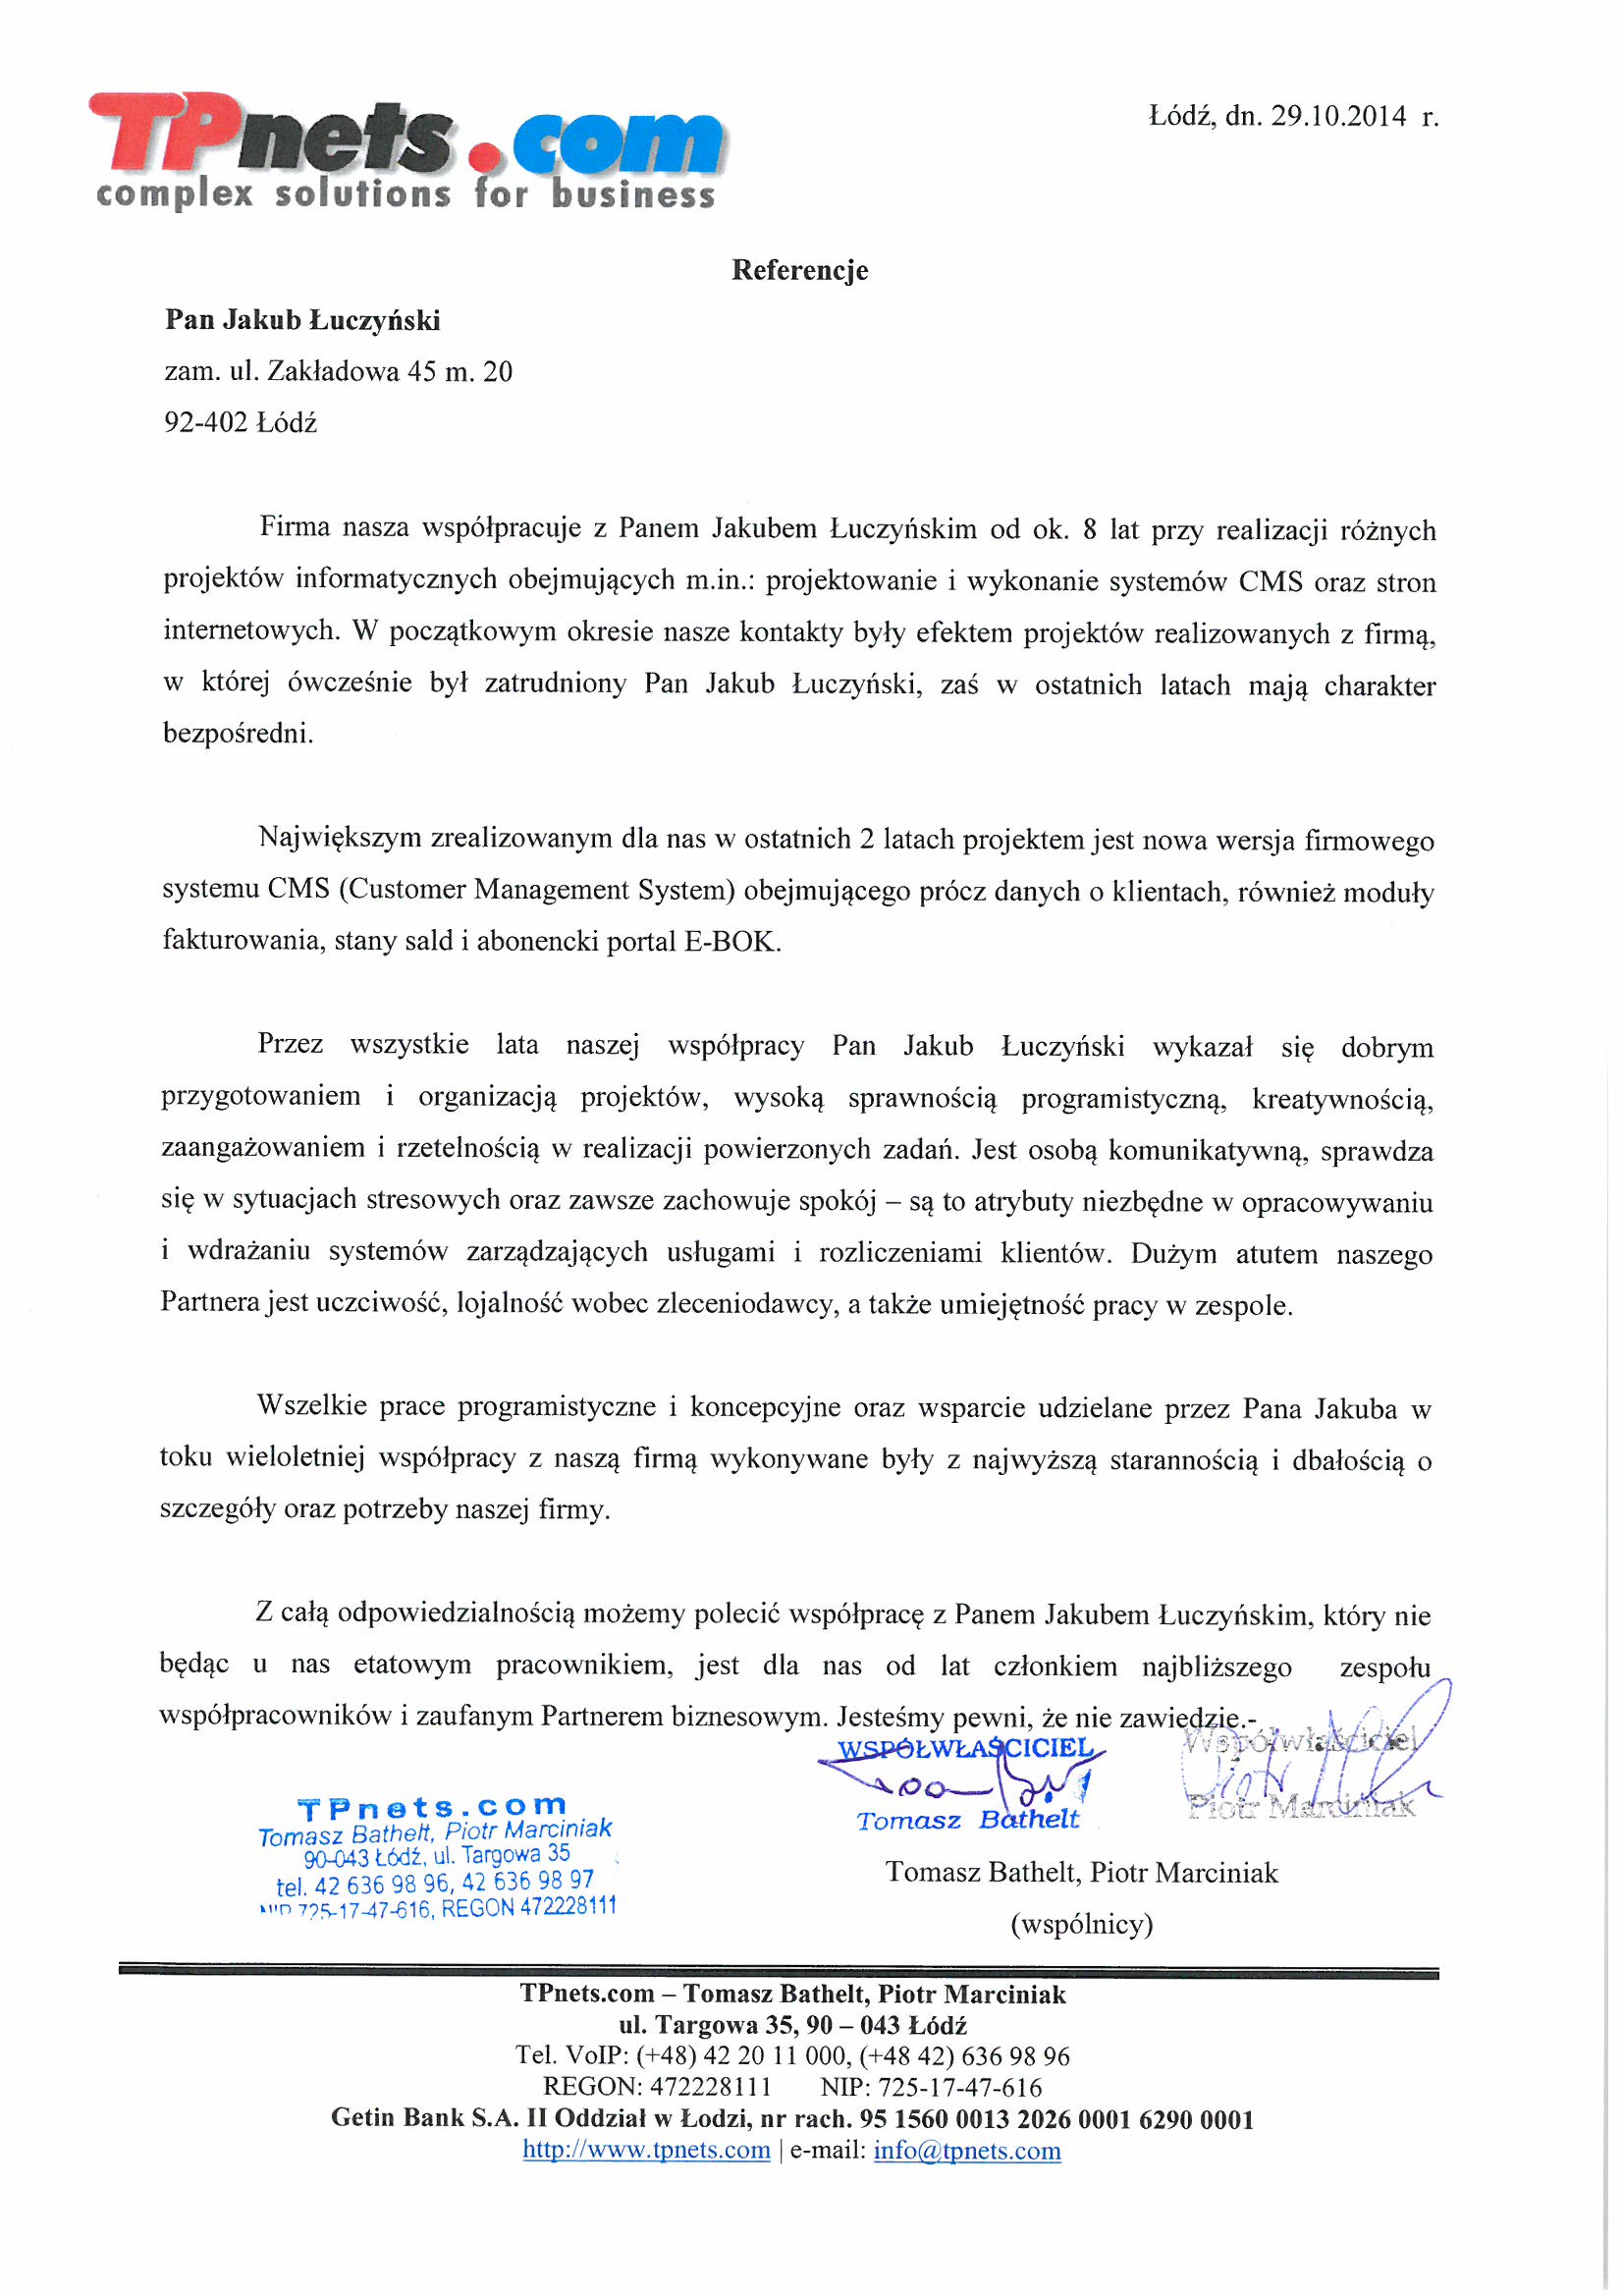 TPnets.com
complex solutions for business
Łódź, dn. 29.10.2014 r.
Referencje
Pan Jakub Łuczyński
zam. ul. Zakładowa 45 m. 20
92-402 Łódź
Firma nasza współpracuje z Panem Jakubem Łuczyńskim od ok. 8 lat przy realizacji różnych
projektów informatycznych obejmujących m.in.: projektowanie i wykonanie systemów CMS oraz stron
internetowych. W początkowym okresie nasze kontakty były efektem projektów realizowanych z firmą,
w której ówcześnie był zatrudniony Pan Jakub Łuczyński, zaś w ostatnich latach mają charakter
bezpośredni.
Największym zrealizowanym dla nas w ostatnich 2 latach projektem jest nowa wersja firmowego
systemu CMS (Customer Management System) obejmującego prócz danych o klientach, również moduły
fakturowania, stany sald i abonencki portal E-BOK.
Przez wszystkie lata naszej współpracy Pan Jakub Łuczyński wykazał się dobrym
przygotowaniem i organizacją projektów, wysoką sprawnością programistyczną, kreatywnością,
zaangażowaniem i rzetelnością w realizacji powierzonych zadań. Jest osobą komunikatywną, sprawdza
się w sytuacjach stresowych oraz zawsze zachowuje spokój – są to atrybuty niezbędne w opracowywaniu
i wdrażaniu systemów zarządzających usługami i rozliczeniami klientów. Dużym atutem naszego
Partnera jest uczciwość, lojalność wobec zleceniodawcy, a także umiejętność pracy w zespole.
Wszelkie prace programistyczne i koncepcyjne oraz wsparcie udzielane przez Pana Jakuba w
toku wieloletniej współpracy z naszą firmą wykonywane były z najwyższą starannością i dbałością o
szczegóły oraz potrzeby naszej firmy.
Z całą odpowiedzialnością możemy polecić współpracę z Panem Jakubem Łuczyńskim, który nie
będąc u nas etatowym pracownikiem, jest dla nas od lat członkiem najbliższego zespołu
współpracowników i zaufanym Partnerem biznesowym. Jesteśmy pewni, że nie zawiedzie.-
WSPÓŁWŁAŚCICIEL
Tomasz Bathelt
Współwłaściciel
Piotr Marciniak
TPnets.com
Tomasz Bathelt, Piotr Marciniak
90-043 Łódź, ul. Targowa 35
tel. 42 636 98 96, 42 636 98 97
NIP 725-17-47-616, REGON 472228111
Tomasz Bathelt, Piotr Marciniak
(wspólnicy)
TPnets.com – Tomasz Bathelt, Piotr Marciniak
ul. Targowa 35, 90 – 043 Łódź
Tel. VoIP: (+48) 42 20 11 000, (+48 42) 636 98 96
REGON: 472228111 NIP: 725-17-47-616
Getin Bank S.A. II Oddział w Łodzi, nr rach. 95 1560 0013 2026 0001 6290 0001
http://www.tpnets.com | e-mail: info@tpnets.com